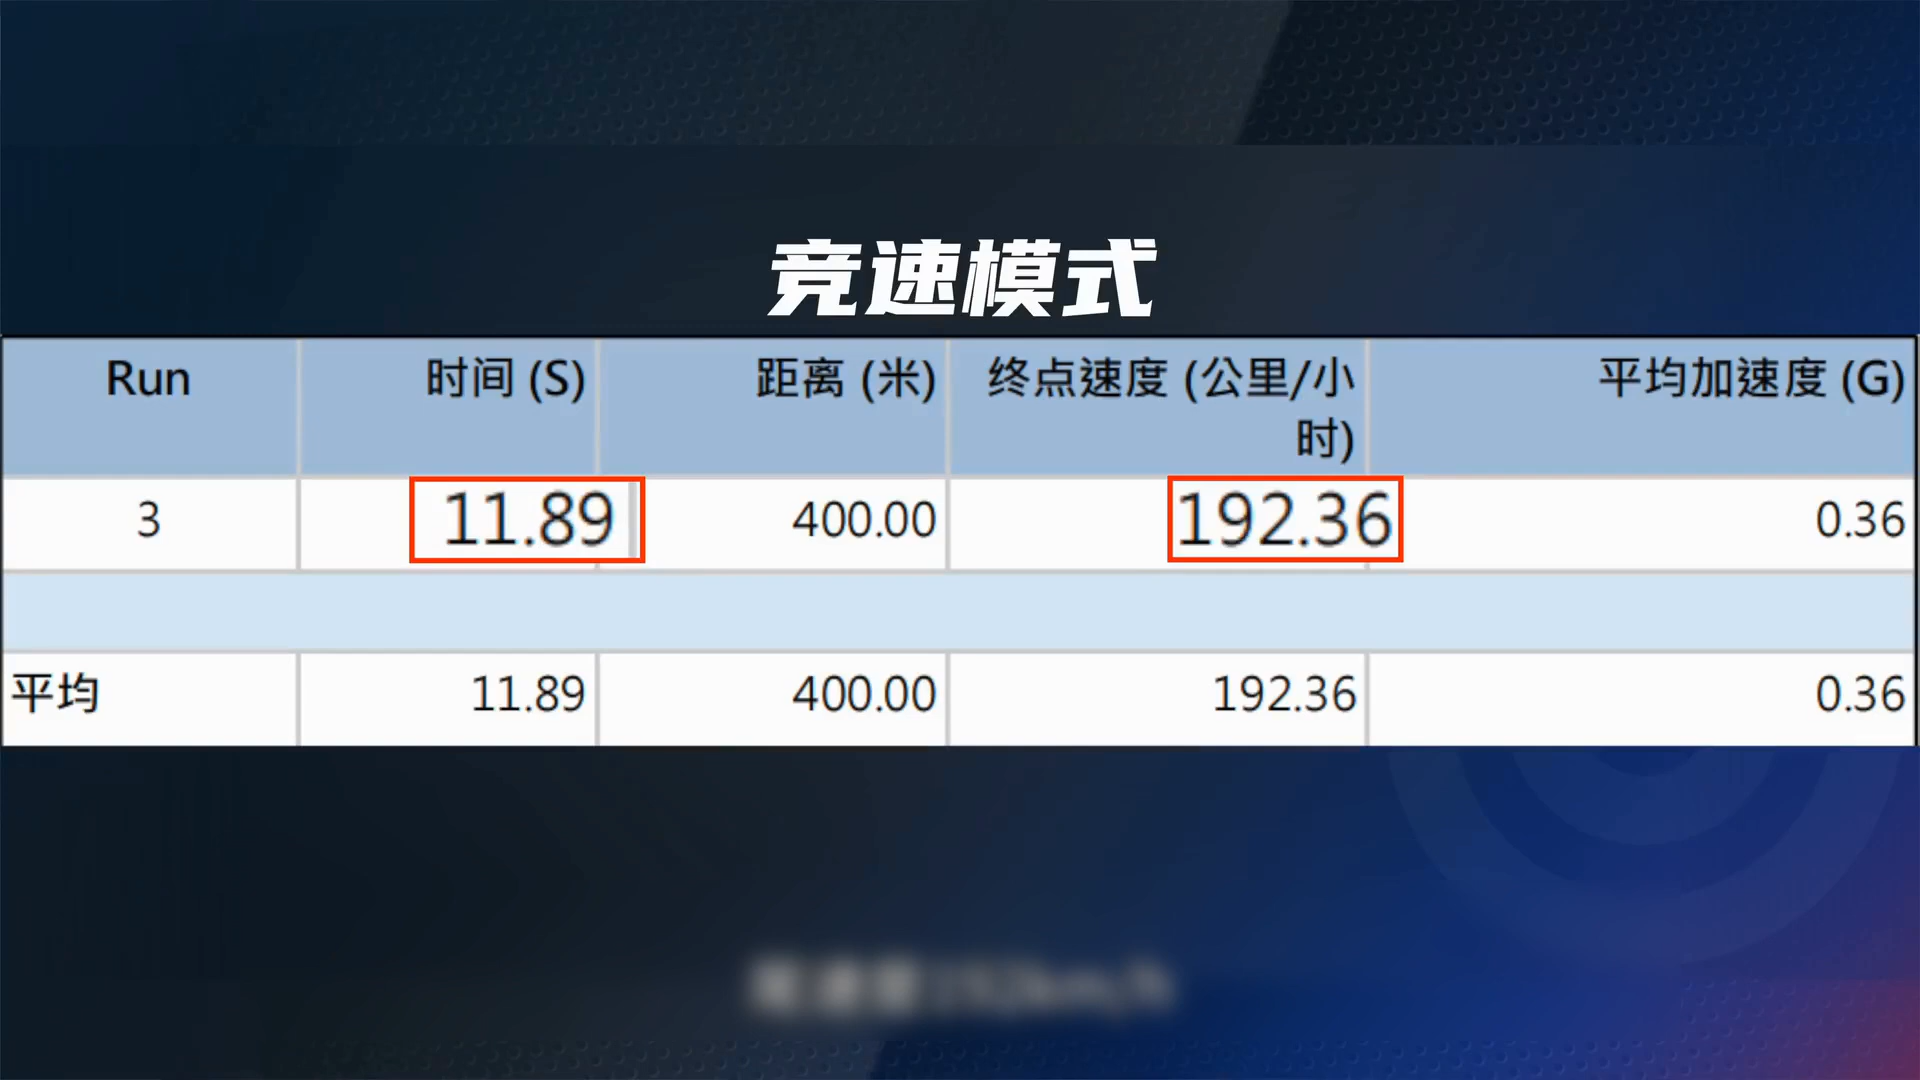 竞速模式
Run 时间 (S) 距离 (米) 终点速度 (公里/小
时) 平均加速度 (G)
3 11.89 400.00 192.36 0.36
平均 11.89 400.00 192.36 0.36